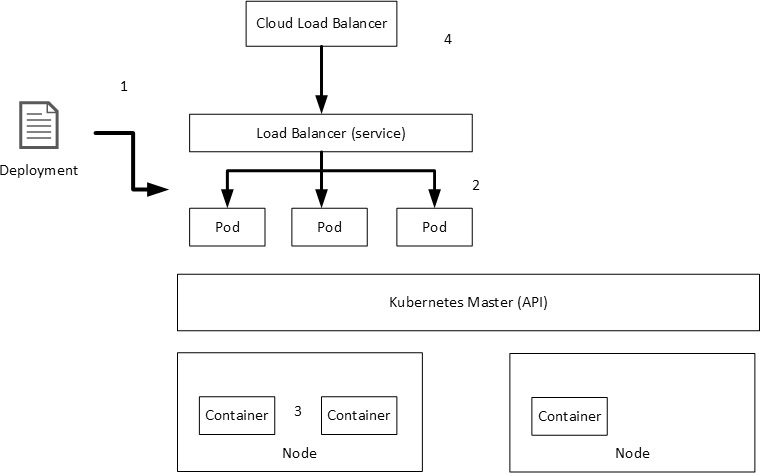 Cloud Load Balancer
4
1
Load Balancer (service)
Deployment
2
Pod
Pod
Pod
Kubernetes Master (API)
Container
3
Container
Node
Container
Node